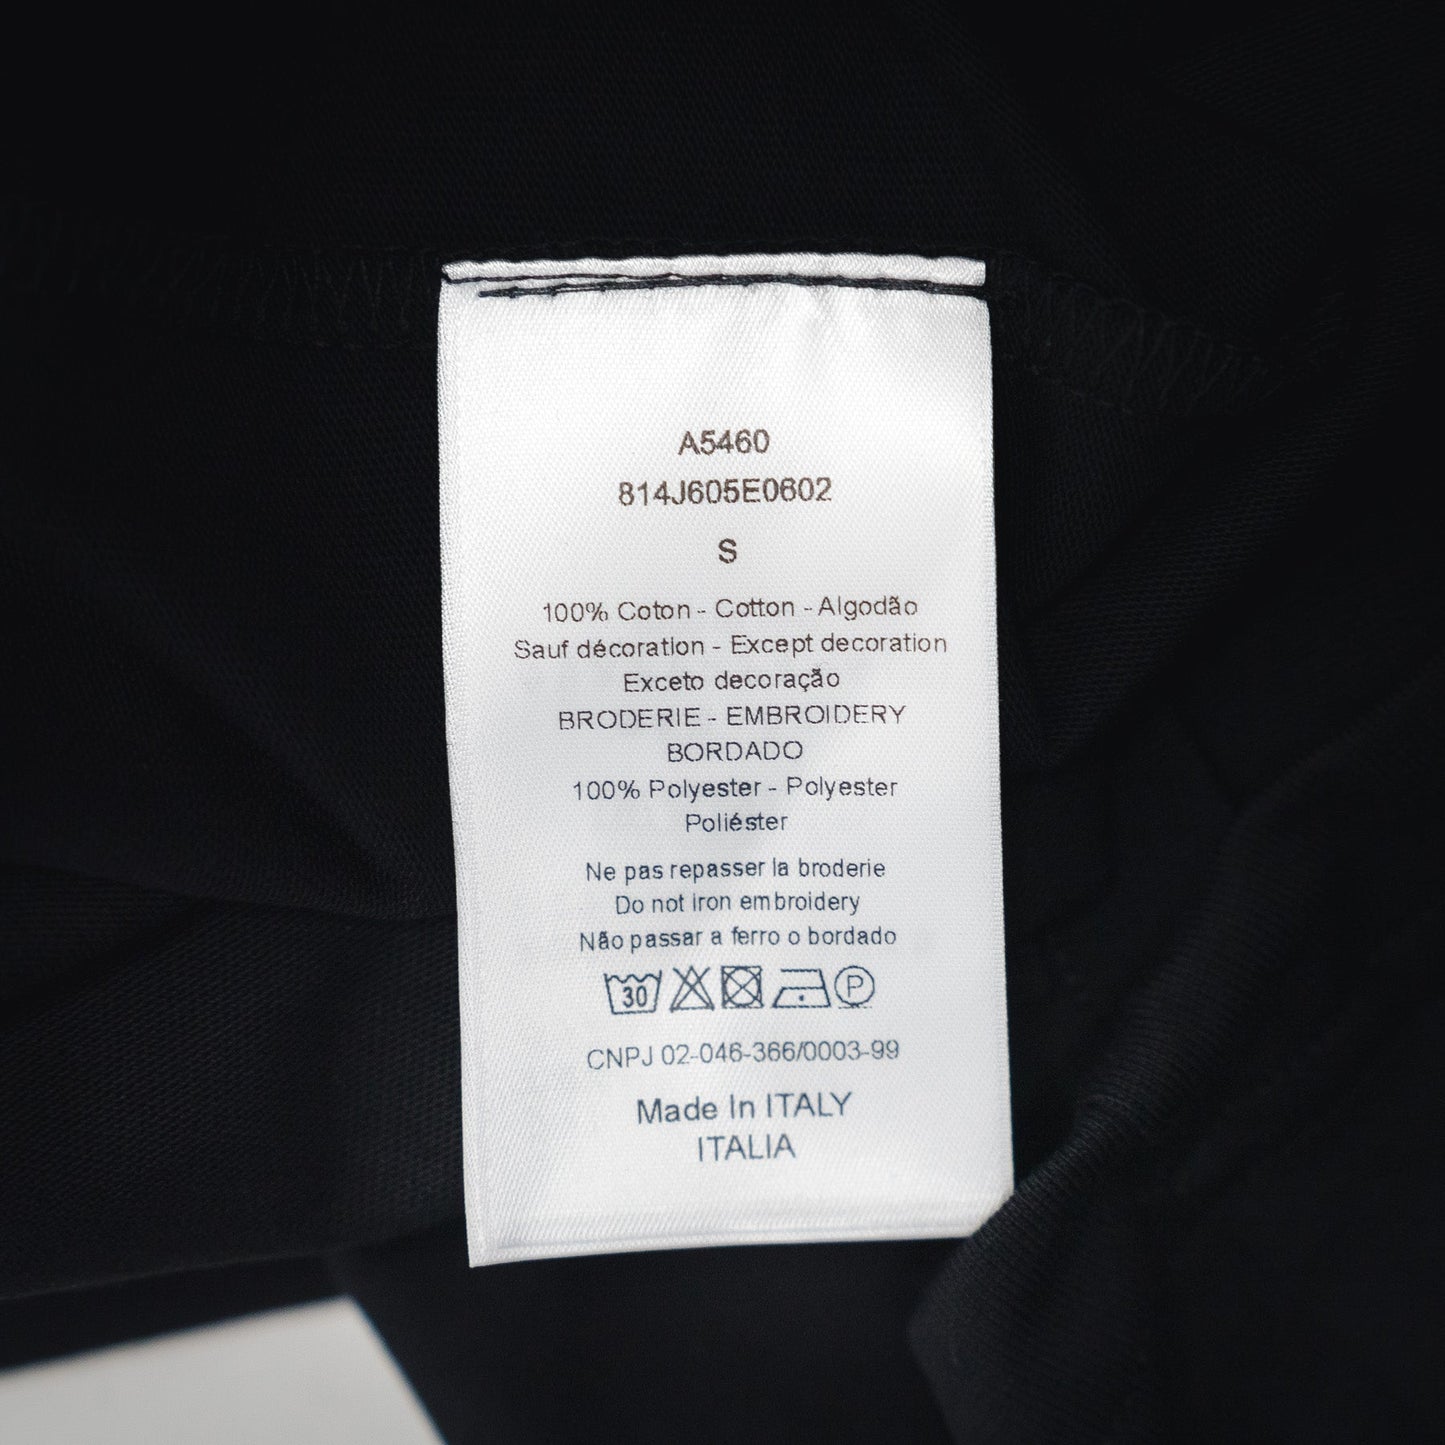 A5460
814J605E0602
S
100% Coton - Cotton - Algodão
Sauf décoration - Except decoration
Exceto decoração
BRODERIE - EMBROIDERY
BORDADO
100% Polyester - Polyester
Poliéster
Ne pas repasser la broderie
Do not iron embroidery
Não passar a ferro o bordado
30 P
CNPJ 02-046-366/0003-99
Made In ITALY
ITALIA